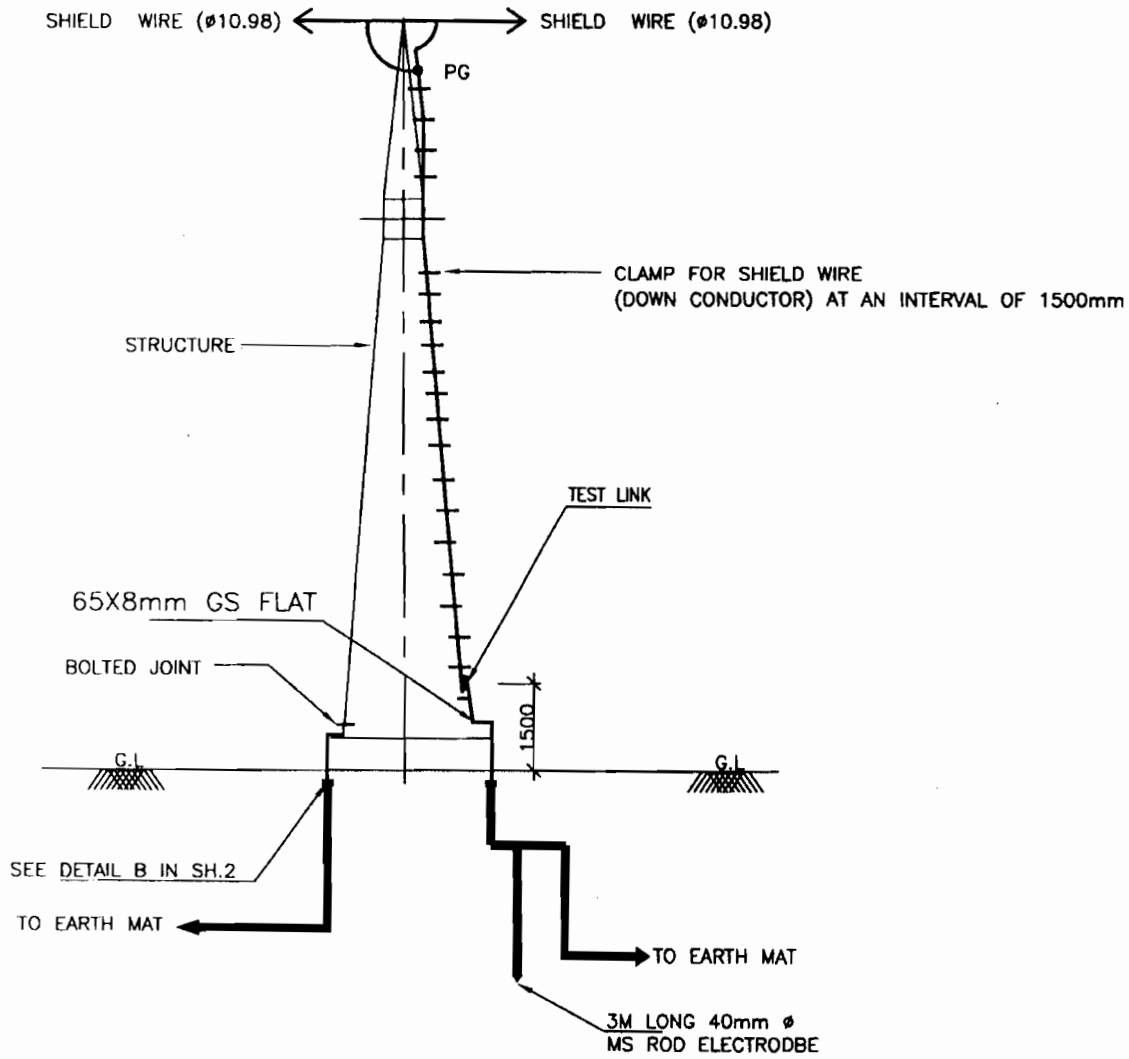 SHIELD WIRE (ø10.98)
SHIELD WIRE (ø10.98)
PG
CLAMP FOR SHIELD WIRE
(DOWN CONDUCTOR) AT AN INTERVAL OF 1500mm
STRUCTURE
TEST LINK
65X8mm GS FLAT
BOLTED JOINT
1500
G.L
G.L
SEE DETAIL B IN SH.2
TO EARTH MAT
TO EARTH MAT
3M LONG 40mm ø
MS ROD ELECTRODBE